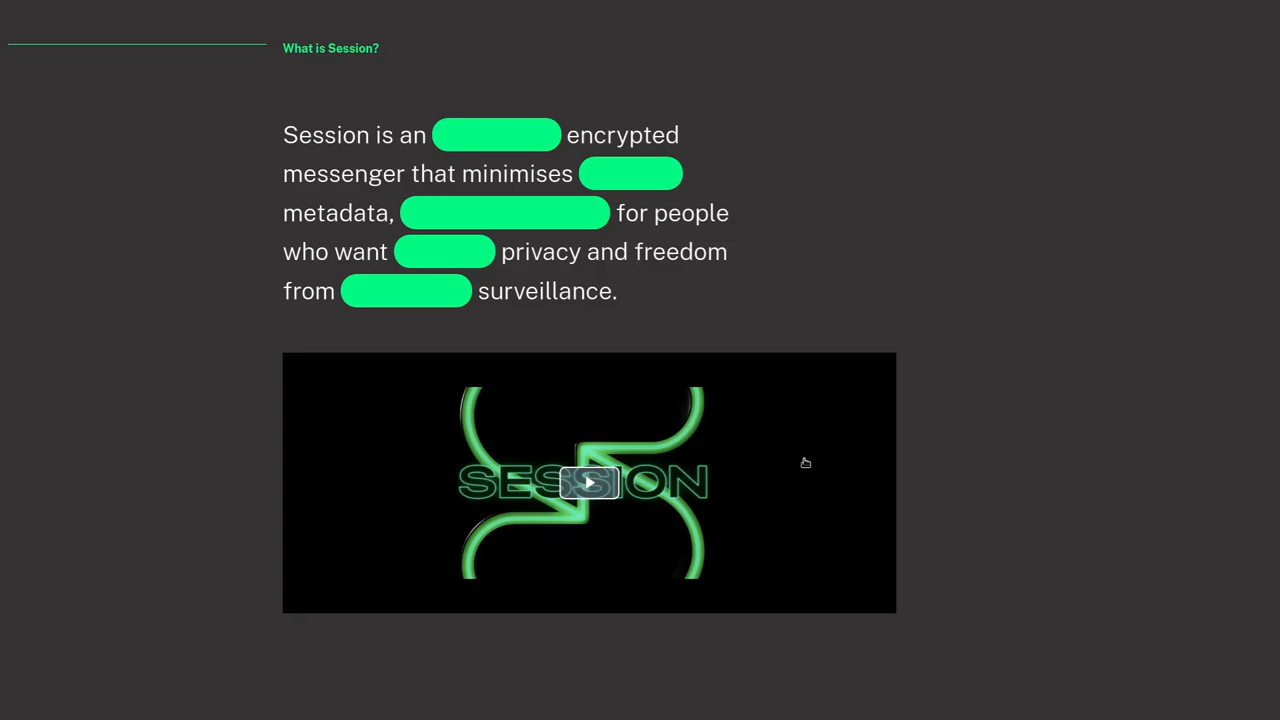 What is Session?
Session is an encrypted
messenger that minimises
metadata, for people
who want privacy and freedom
from surveillance.
SESSION